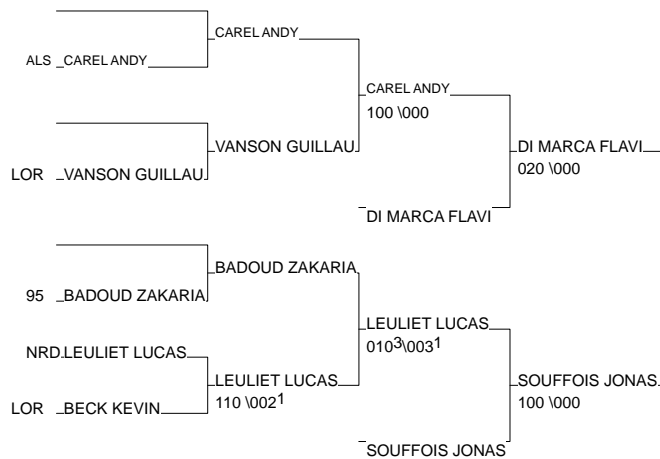 CAREL ANDY
ALS CAREL ANDY
CAREL ANDY
100 \000
VANSON GUILLAU
DI MARCA FLAVI
020 \000
LOR VANSON GUILLAU
DI MARCA FLAVI
BADOUD ZAKARIA
95 BADOUD ZAKARIA
LEULIET LUCAS
010³\003¹
NRD. LEULIET LUCAS
LEULIET LUCAS
110 \002¹
SOUFFOIS JONAS
100 \000
LOR BECK KEVIN
SOUFFOIS JONAS